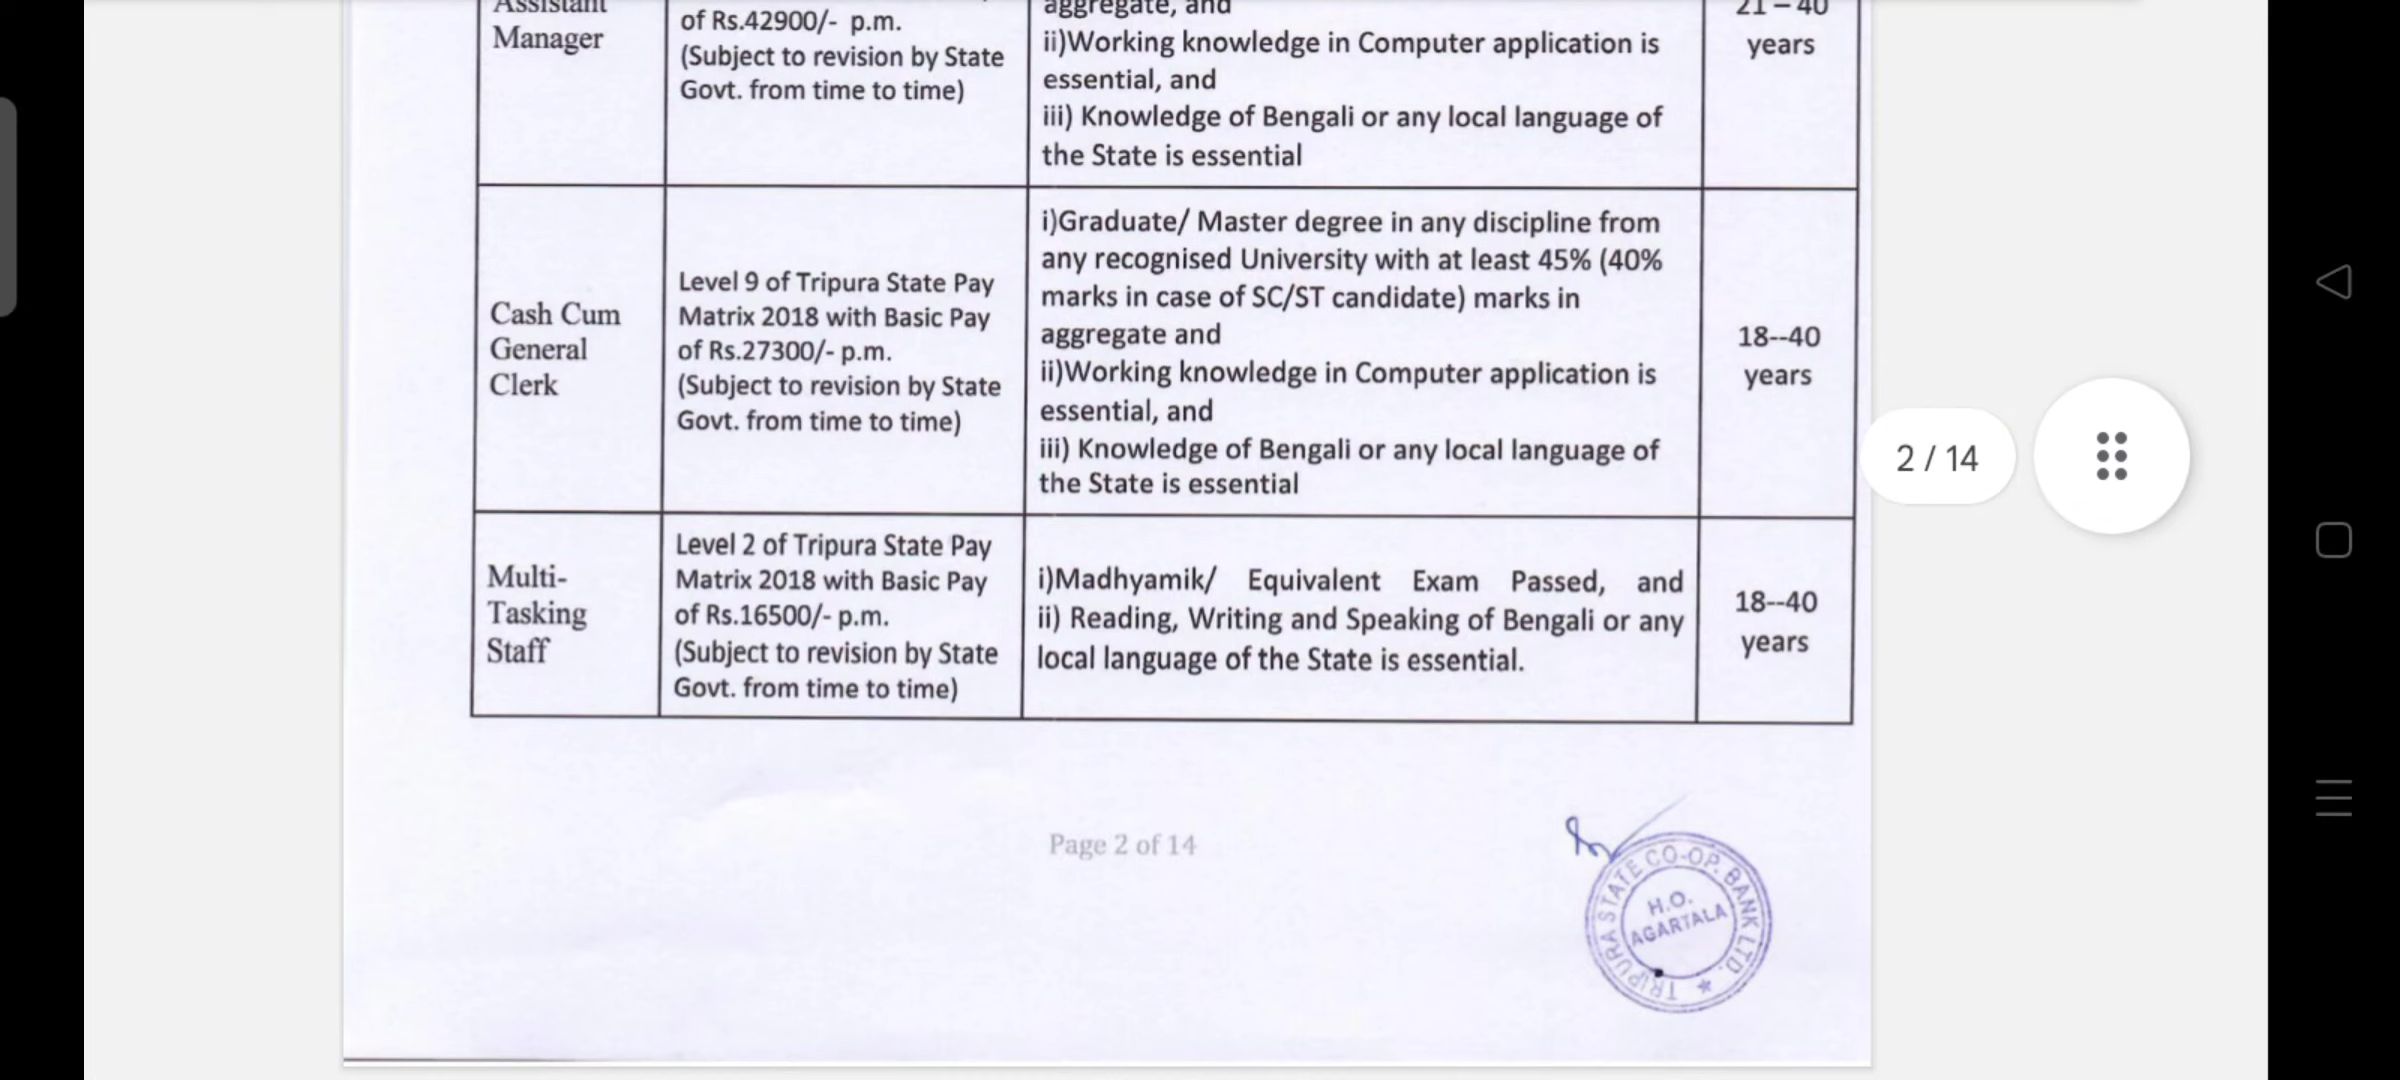 Assistant
Manager
of Rs.42900/- p.m.
(Subject to revision by State
Govt. from time to time)
aggregate, and
ii)Working knowledge in Computer application is
essential, and
iii) Knowledge of Bengali or any local language of
the State is essential
21 – 40
years
Cash Cum
General
Clerk
Level 9 of Tripura State Pay
Matrix 2018 with Basic Pay
of Rs.27300/- p.m.
(Subject to revision by State
Govt. from time to time)
i)Graduate/ Master degree in any discipline from
any recognised University with at least 45% (40%
marks in case of SC/ST candidate) marks in
aggregate and
ii)Working knowledge in Computer application is
essential, and
iii) Knowledge of Bengali or any local language of
the State is essential
18--40
years
2 / 14
Multi-
Tasking
Staff
Level 2 of Tripura State Pay
Matrix 2018 with Basic Pay
of Rs.16500/- p.m.
(Subject to revision by State
Govt. from time to time)
i)Madhyamik/ Equivalent Exam Passed, and
ii) Reading, Writing and Speaking of Bengali or any
local language of the State is essential.
18--40
years
Page 2 of 14
TRIPURA STATE CO-OP. BANK LTD.
H.O.
AGARTALA